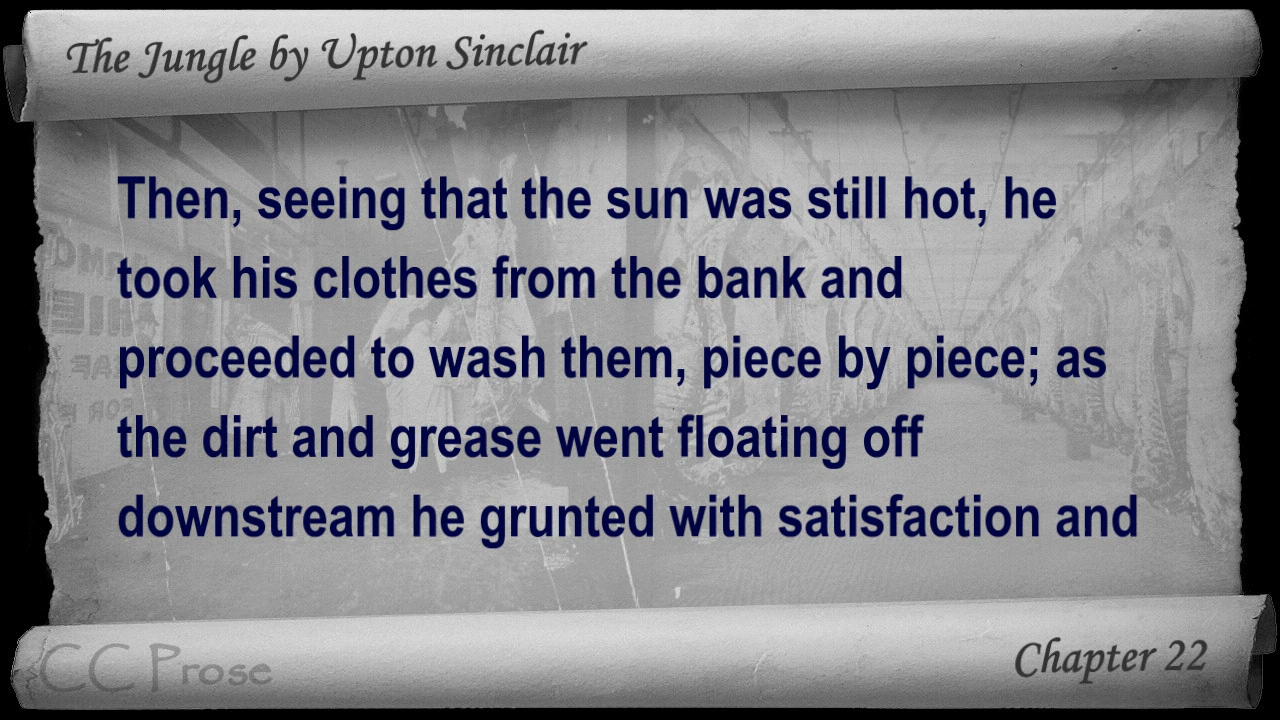 The Jungle by Upton Sinclair
Then, seeing that the sun was still hot, he
took his clothes from the bank and
proceeded to wash them, piece by piece; as
the dirt and grease went floating off
downstream he grunted with satisfaction and
CC Prose
Chapter 22